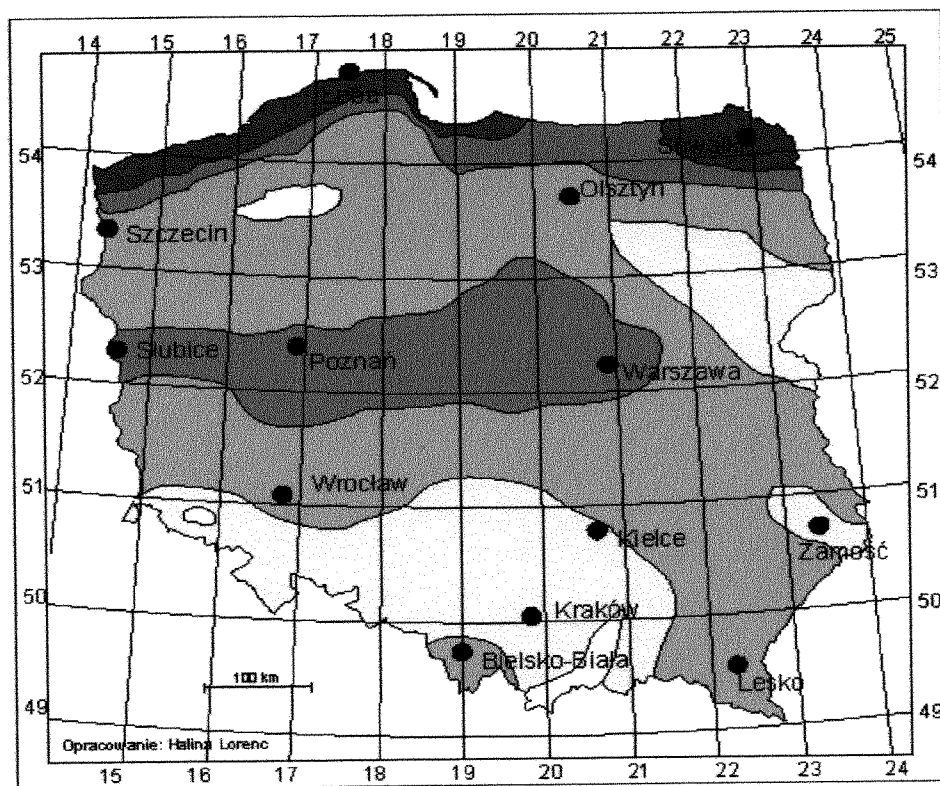 14 15 16 17 18 19 20 21 22 23 24 25
Łeba
54 54
Suwałki
Olsztyn
Szczecin
53 53
Słubice
Poznań
Warszawa
52 52
Wrocław
51 51
Kielce
Zamość
50 50
Kraków
Bielsko-Biała
Lesko
100 km
49 49
Opracowanie: Halina Lorenc
15 16 17 18 19 20 21 22 23 24